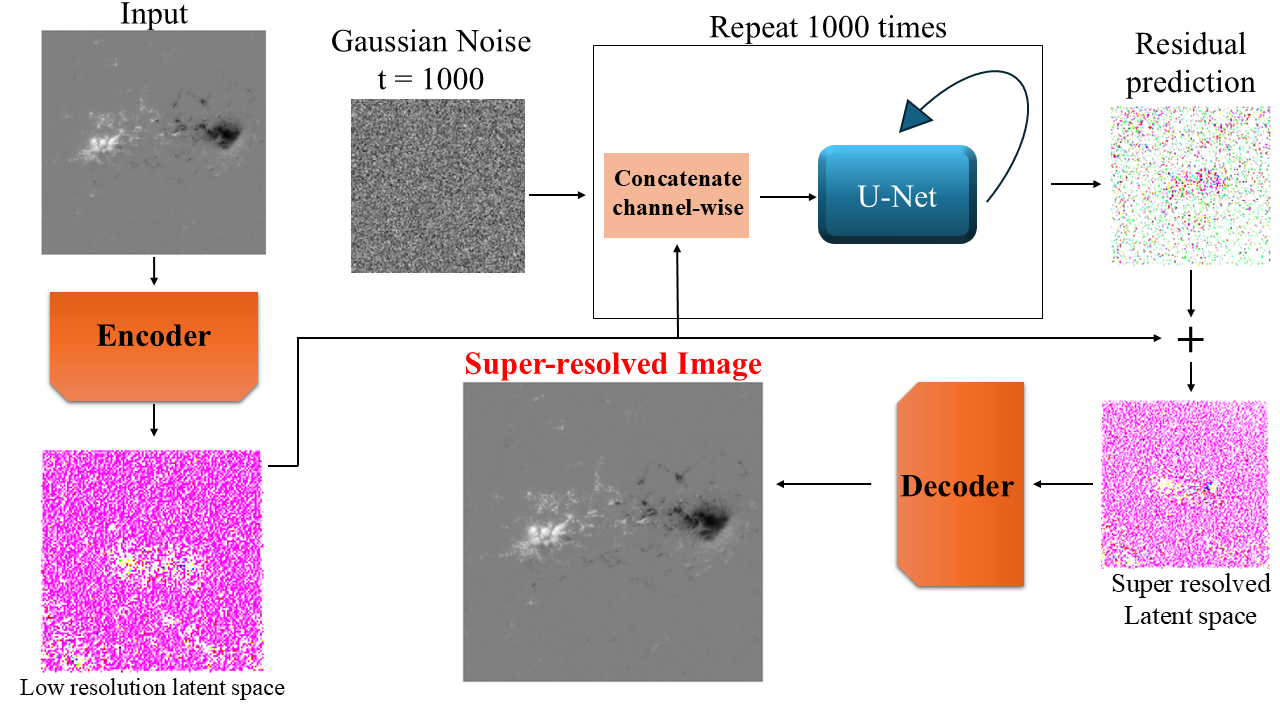 Input
Gaussian Noise
t = 1000
Repeat 1000 times
Residual
prediction
Concatenate
channel-wise
U-Net
Encoder
+
Super-resolved Image
Decoder
Super resolved
Latent space
Low resolution latent space